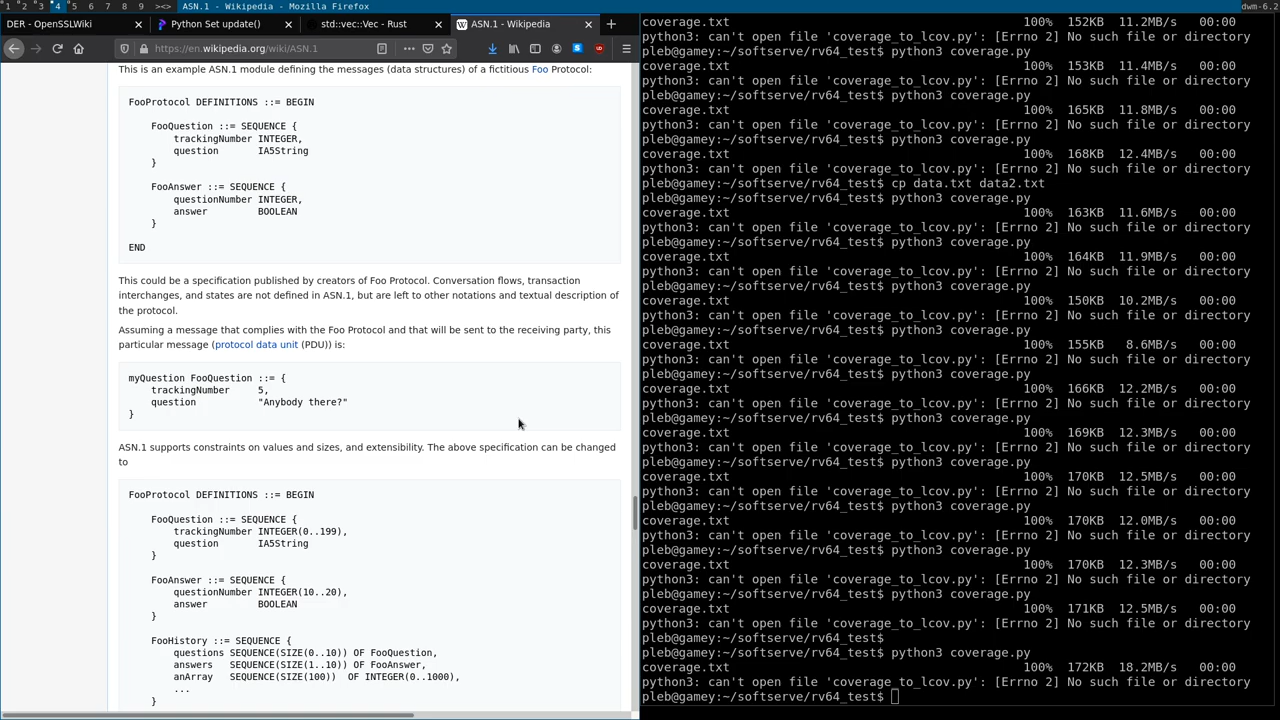 °1 °2 °3 °4 °5 °6 °7 °8 °9 ><> ASN.1 - Wikipedia - Mozilla Firefox dwm-6.2
DER - OpenSSLWiki Python Set update() std::vec::Vec - Rust ASN.1 - Wikipedia
https://en.wikipedia.org/wiki/ASN.1
This is an example ASN.1 module defining the messages (data structures) of a fictitious Foo Protocol:
FooProtocol DEFINITIONS ::= BEGIN
FooQuestion ::= SEQUENCE {
trackingNumber INTEGER,
question IA5String
}
FooAnswer ::= SEQUENCE {
questionNumber INTEGER,
answer BOOLEAN
}
END
This could be a specification published by creators of Foo Protocol. Conversation flows, transaction
interchanges, and states are not defined in ASN.1, but are left to other notations and textual description of
the protocol.
Assuming a message that complies with the Foo Protocol and that will be sent to the receiving party, this
particular message (protocol data unit (PDU)) is:
myQuestion FooQuestion ::= {
trackingNumber 5,
question "Anybody there?"
}
ASN.1 supports constraints on values and sizes, and extensibility. The above specification can be changed
to
FooProtocol DEFINITIONS ::= BEGIN
FooQuestion ::= SEQUENCE {
trackingNumber INTEGER(0..199),
question IA5String
}
FooAnswer ::= SEQUENCE {
questionNumber INTEGER(10..20),
answer BOOLEAN
}
FooHistory ::= SEQUENCE {
questions SEQUENCE(SIZE(0..10)) OF FooQuestion,
answers SEQUENCE(SIZE(1..10)) OF FooAnswer,
anArray SEQUENCE(SIZE(100)) OF INTEGER(0..1000),
...
}
coverage.txt 100% 152KB 11.2MB/s 00:00
python3: can't open file 'coverage_to_lcov.py': [Errno 2] No such file or directory
pleb@gamey:~/softserve/rv64_test$ python3 coverage.py
coverage.txt 100% 153KB 11.4MB/s 00:00
python3: can't open file 'coverage_to_lcov.py': [Errno 2] No such file or directory
pleb@gamey:~/softserve/rv64_test$ python3 coverage.py
coverage.txt 100% 165KB 11.8MB/s 00:00
python3: can't open file 'coverage_to_lcov.py': [Errno 2] No such file or directory
pleb@gamey:~/softserve/rv64_test$ python3 coverage.py
coverage.txt 100% 168KB 12.4MB/s 00:00
python3: can't open file 'coverage_to_lcov.py': [Errno 2] No such file or directory
pleb@gamey:~/softserve/rv64_test$ cp data.txt data2.txt
pleb@gamey:~/softserve/rv64_test$ python3 coverage.py
coverage.txt 100% 163KB 11.6MB/s 00:00
python3: can't open file 'coverage_to_lcov.py': [Errno 2] No such file or directory
pleb@gamey:~/softserve/rv64_test$ python3 coverage.py
coverage.txt 100% 164KB 11.9MB/s 00:00
python3: can't open file 'coverage_to_lcov.py': [Errno 2] No such file or directory
pleb@gamey:~/softserve/rv64_test$ python3 coverage.py
coverage.txt 100% 150KB 10.2MB/s 00:00
python3: can't open file 'coverage_to_lcov.py': [Errno 2] No such file or directory
pleb@gamey:~/softserve/rv64_test$ python3 coverage.py
coverage.txt 100% 155KB 8.6MB/s 00:00
python3: can't open file 'coverage_to_lcov.py': [Errno 2] No such file or directory
pleb@gamey:~/softserve/rv64_test$ python3 coverage.py
coverage.txt 100% 166KB 12.2MB/s 00:00
python3: can't open file 'coverage_to_lcov.py': [Errno 2] No such file or directory
pleb@gamey:~/softserve/rv64_test$ python3 coverage.py
coverage.txt 100% 169KB 12.3MB/s 00:00
python3: can't open file 'coverage_to_lcov.py': [Errno 2] No such file or directory
pleb@gamey:~/softserve/rv64_test$ python3 coverage.py
coverage.txt 100% 170KB 12.5MB/s 00:00
python3: can't open file 'coverage_to_lcov.py': [Errno 2] No such file or directory
pleb@gamey:~/softserve/rv64_test$ python3 coverage.py
coverage.txt 100% 170KB 12.0MB/s 00:00
python3: can't open file 'coverage_to_lcov.py': [Errno 2] No such file or directory
pleb@gamey:~/softserve/rv64_test$ python3 coverage.py
coverage.txt 100% 170KB 12.3MB/s 00:00
python3: can't open file 'coverage_to_lcov.py': [Errno 2] No such file or directory
pleb@gamey:~/softserve/rv64_test$ python3 coverage.py
coverage.txt 100% 171KB 12.5MB/s 00:00
python3: can't open file 'coverage_to_lcov.py': [Errno 2] No such file or directory
pleb@gamey:~/softserve/rv64_test$
pleb@gamey:~/softserve/rv64_test$ python3 coverage.py
coverage.txt 100% 172KB 18.2MB/s 00:00
python3: can't open file 'coverage_to_lcov.py': [Errno 2] No such file or directory
pleb@gamey:~/softserve/rv64_test$